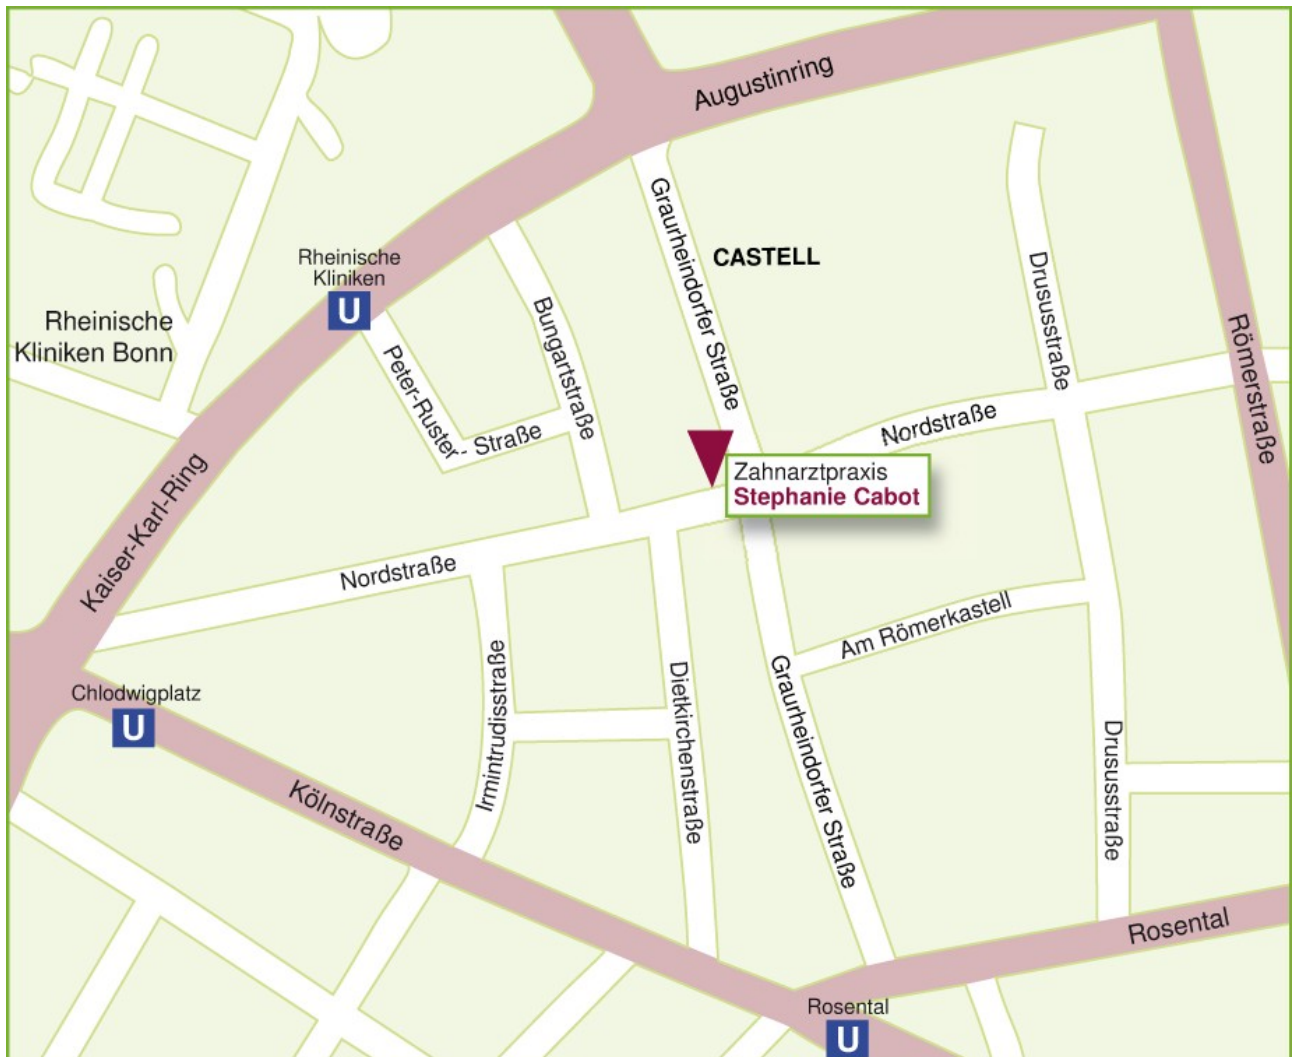 Augustinring
Graurheindorfer Straße
CASTELL
Rheinische
Kliniken
U
Drususstraße
Rheinische
Kliniken Bonn
Bungartstraße
Peter-Ruster-
Straße
Römerstraße
Nordstraße
Zahnarztpraxis
Stephanie Cabot
Kaiser-Karl-Ring
Nordstraße
Am Römerkastell
Chlodwigplatz
U
Irmintrudisstraße
Dietkirchenstraße
Graurheindorfer Straße
Drususstraße
Kölnstraße
Rosental
Rosental
U